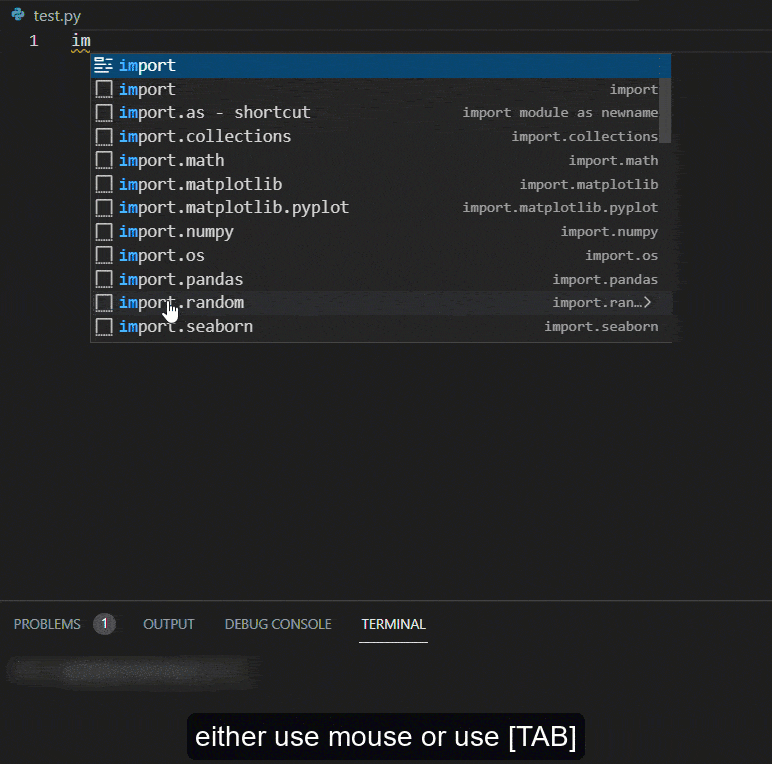 test.py
1 im
import
import import
import.as - shortcut import module as newname
import.collections import.collections
import.math import.math
import.matplotlib import.matplotlib
import.matplotlib.pyplot import.matplotlib.pyplot
import.numpy import.numpy
import.os import.os
import.pandas import.pandas
import.random import.ran…>
import.seaborn import.seaborn
PROBLEMS 1 OUTPUT DEBUG CONSOLE TERMINAL
either use mouse or use [TAB]